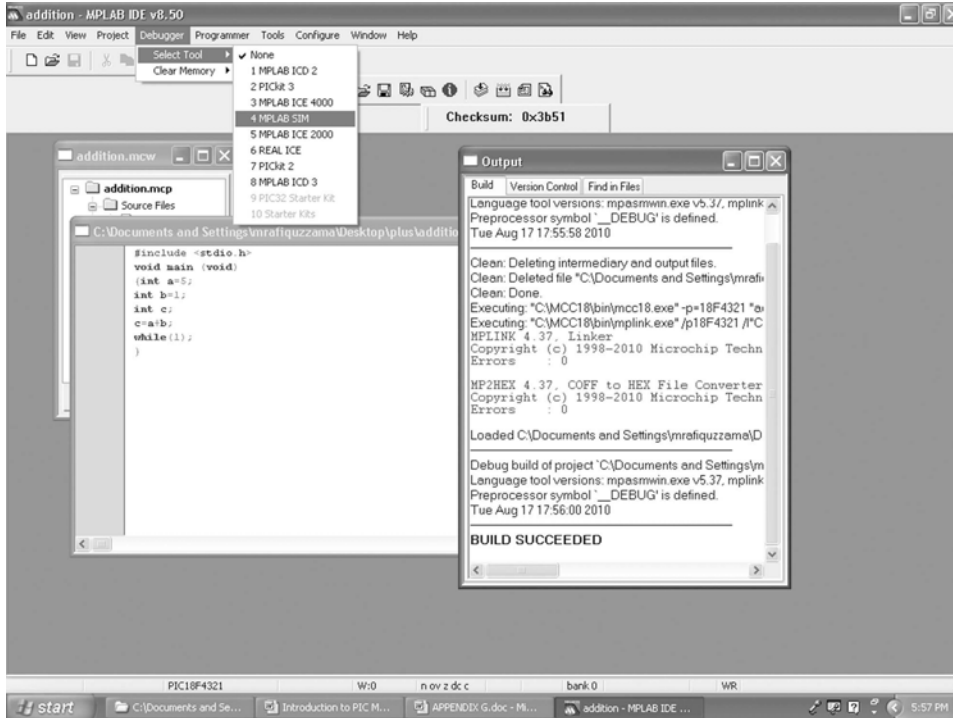 addition - MPLAB IDE v8.50
File Edit View Project Debugger Programmer Tools Configure Window Help
Select Tool
Clear Memory
None
1 MPLAB ICD 2
2 PICkit 3
3 MPLAB ICE 4000
4 MPLAB SIM
5 MPLAB ICE 2000
6 REAL ICE
7 PICkit 2
8 MPLAB ICD 3
9 PIC32 Starter Kit
10 Starter Kits
Checksum: 0x3b51
addition.mcw
addition.mcp
Source Files
C:\Documents and Settings\mrafiquzzama\Desktop\plus\additio
#include <stdio.h>
void main (void)
{int a=5;
int b=1;
int c;
c=a+b;
while(1);
}
Output
Build Version Control Find in Files
Language tool versions: mpasmwin.exe v5.37, mplink
Preprocessor symbol `__DEBUG' is defined.
Tue Aug 17 17:55:58 2010
Clean: Deleting intermediary and output files.
Clean: Deleted file "C:\Documents and Settings\mrafi
Clean: Done.
Executing: "C:\MCC18\bin\mcc18.exe" -p=18F4321 "a
Executing: "C:\MCC18\bin\mplink.exe" /p18F4321 /l"C
MPLINK 4.37, Linker
Copyright (c) 1998-2010 Microchip Techn
Errors : 0
MP2HEX 4.37, COFF to HEX File Converter
Copyright (c) 1998-2010 Microchip Techn
Errors : 0
Loaded C:\Documents and Settings\mrafiquzzama\D
Debug build of project `C:\Documents and Settings\m
Language tool versions: mpasmwin.exe v5.37, mplink
Preprocessor symbol `__DEBUG' is defined.
Tue Aug 17 17:56:00 2010
BUILD SUCCEEDED
PIC18F4321 W:0 n ov z dc c bank 0 WR
start C:\Documents and Se... Introduction to PIC M... APPENDIX G.doc - Mi... addition - MPLAB IDE ... 5:57 PM